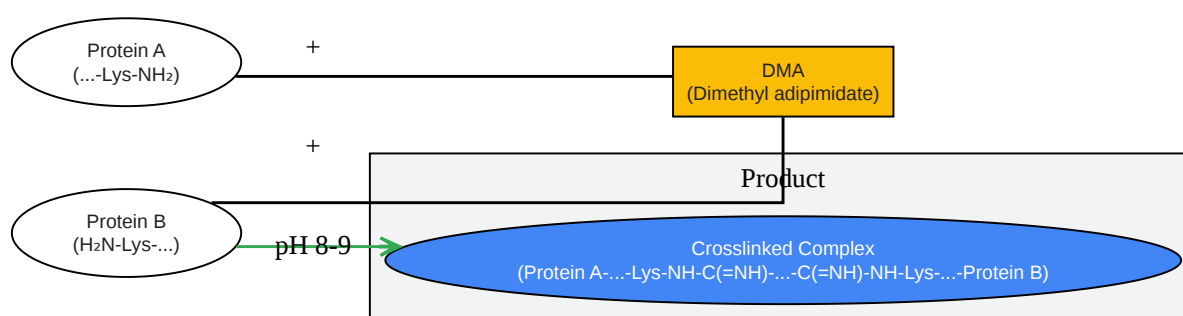 Protein A
(...-Lys-NH₂)
+
DMA
(Dimethyl adipimidate)
+
Product
Protein B
(H₂N-Lys-...)
pH 8-9
Crosslinked Complex
(Protein A-...-Lys-NH-C(=NH)-...-C(=NH)-NH-Lys-...-Protein B)